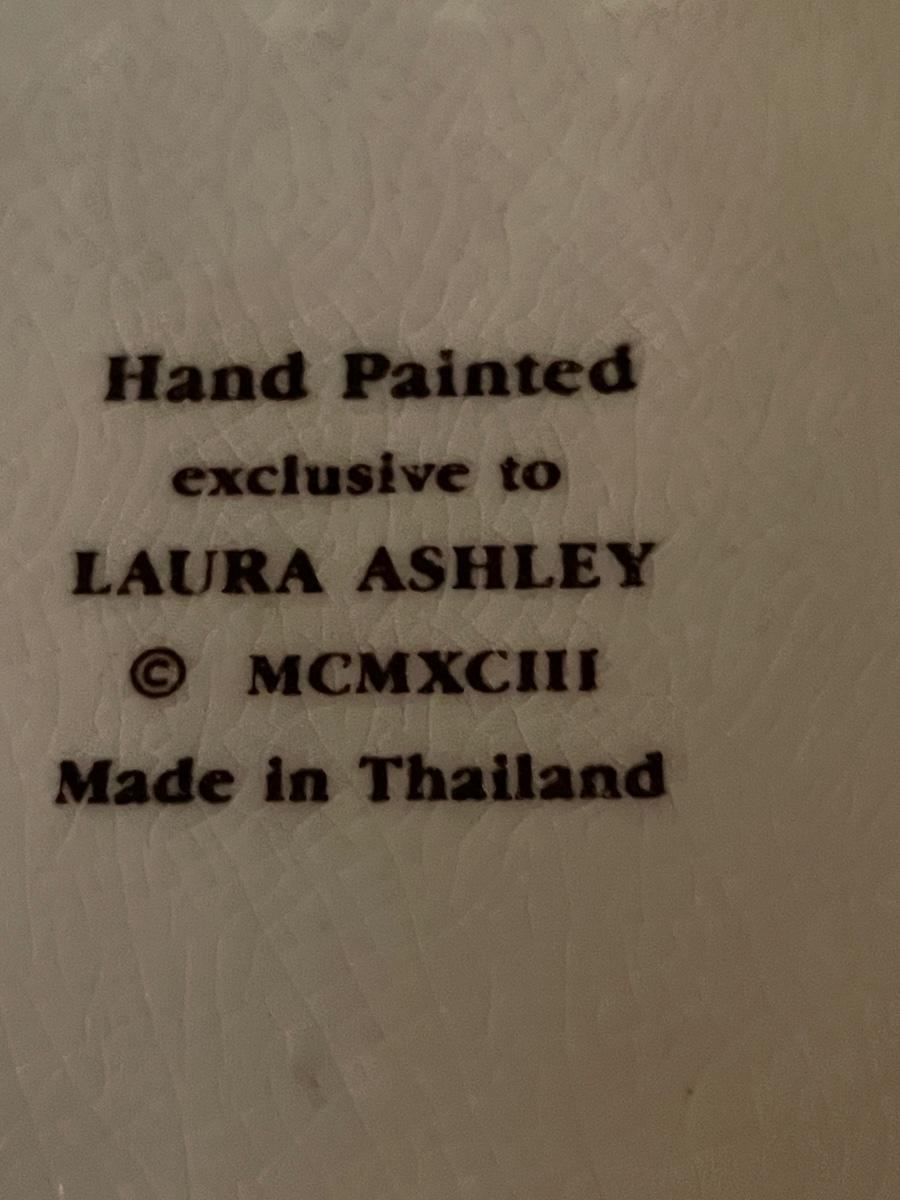 Hand Painted
exclusive to
LAURA ASHLEY
© MCMXCIII
Made in Thailand